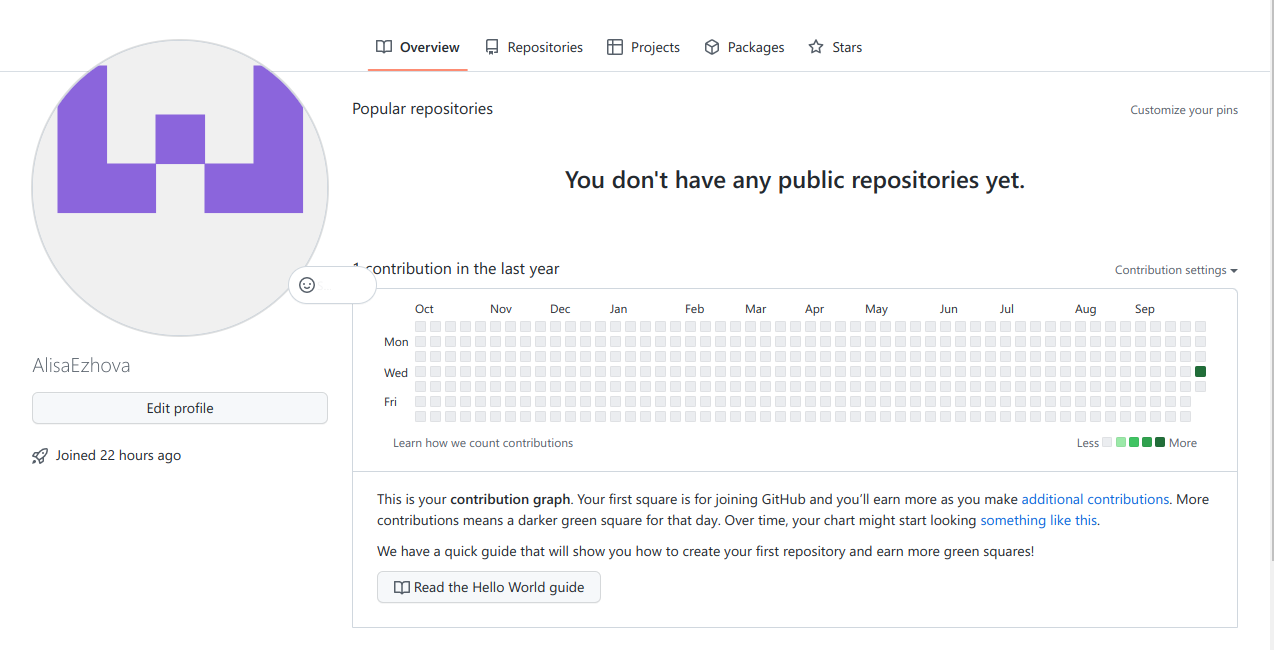 Overview Repositories Projects Packages Stars
Popular repositories
Customize your pins
You don't have any public repositories yet.
contribution in the last year
Contribution settings
Oct Nov Dec Jan Feb Mar Apr May Jun Jul Aug Sep
Mon
Wed
Fri
Learn how we count contributions
Less More
AlisaEzhova
Edit profile
Joined 22 hours ago
This is your contribution graph. Your first square is for joining GitHub and you'll earn more as you make additional contributions. More
contributions means a darker green square for that day. Over time, your chart might start looking something like this.
We have a quick guide that will show you how to create your first repository and earn more green squares!
Read the Hello World guide